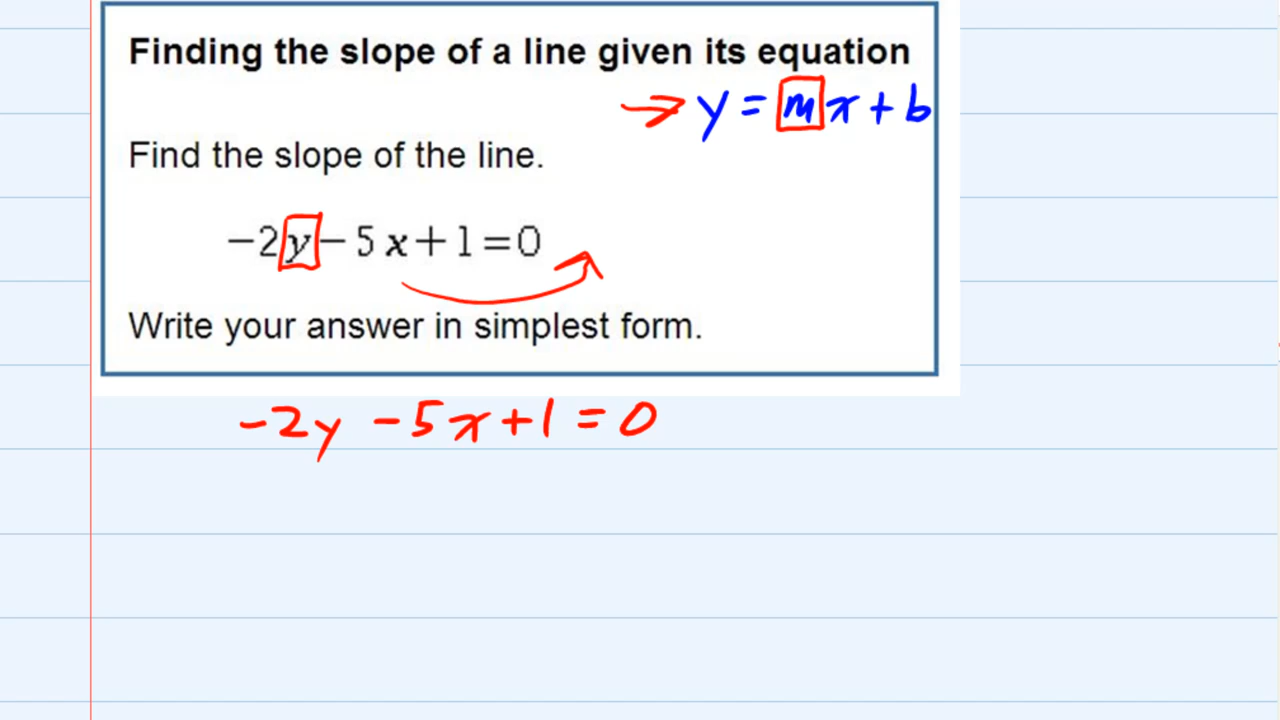 Finding the slope of a line given its equation
→ y = mx + b
Find the slope of the line.
−2y − 5x + 1 = 0
Write your answer in simplest form.
-2y -5x + 1 = 0